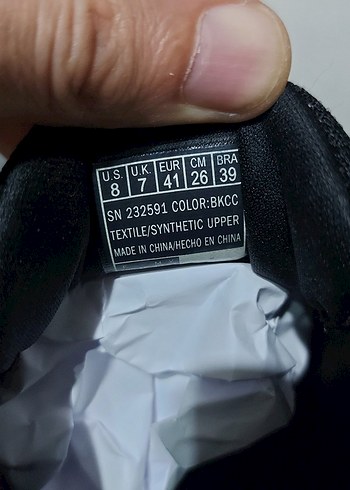 U.S. U.K. EUR CM BRA
8 7 41 26 39
SN 232591 COLOR:BKCC
TEXTILE/SYNTHETIC UPPER
MADE IN CHINA/HECHO EN CHINA